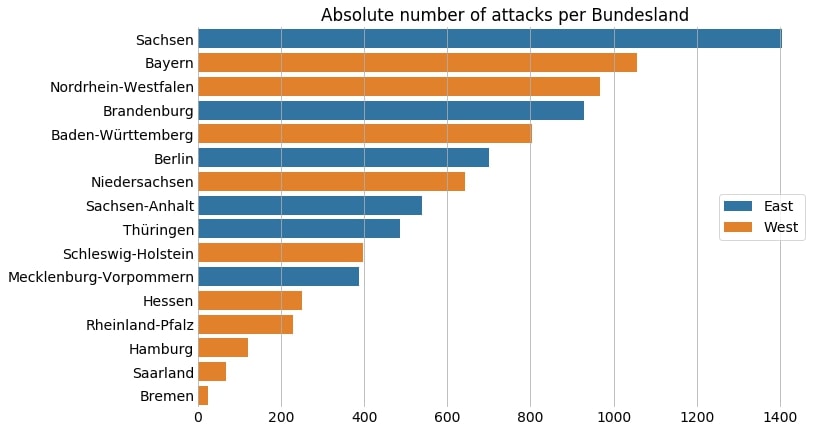 Absolute number of attacks per Bundesland
Sachsen
Bayern
Nordrhein-Westfalen
Brandenburg
Baden-Württemberg
Berlin
Niedersachsen
Sachsen-Anhalt
Thüringen
Schleswig-Holstein
Mecklenburg-Vorpommern
Hessen
Rheinland-Pfalz
Hamburg
Saarland
Bremen
East
West
0 200 400 600 800 1000 1200 1400